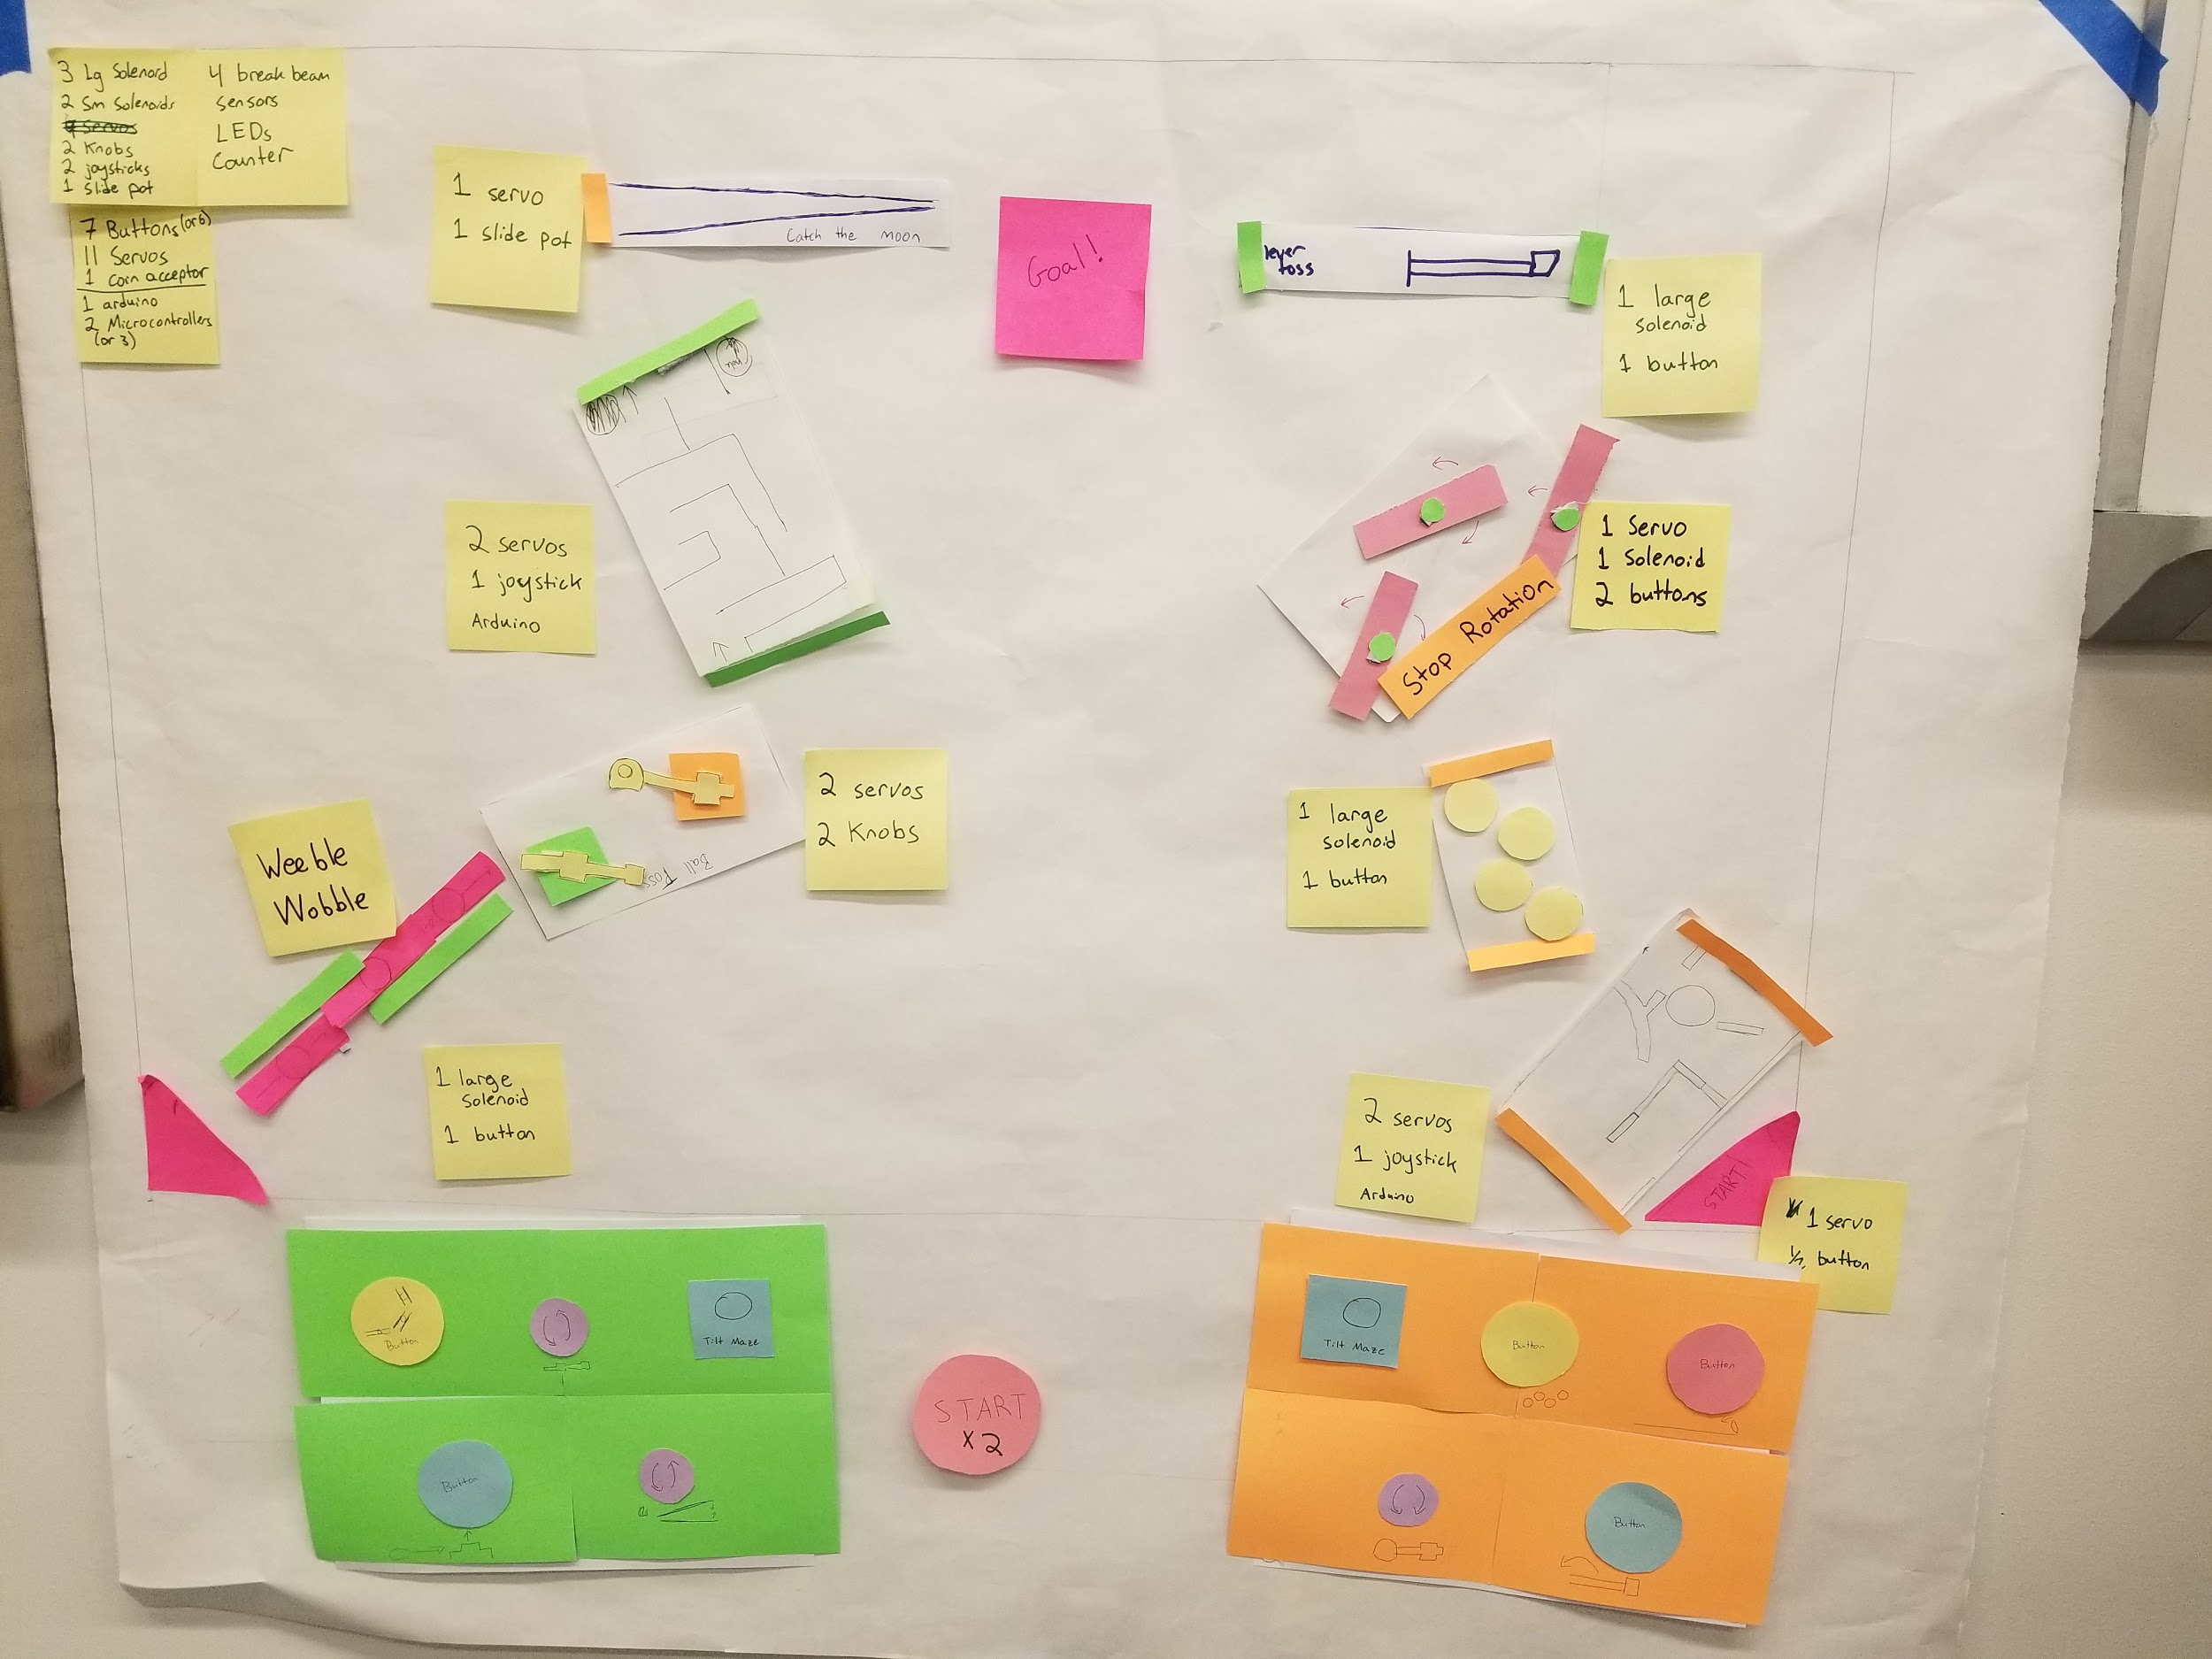 3 Lg Solenoid
2 Sm Solenoids
Servos
2 Knobs
2 joysticks
1 slide pot
4 break beam
sensors
LEDs
Counter
7 Buttons (or 6)
11 Servos
1 coin acceptor
1 arduino
2 Microcontrollers
(or 3)
1 servo
1 slide pot
Catch the moon
Goal!
lever
toss
1 large
solenoid
1 button
2 servos
1 joystick
Arduino
Stop Rotation
1 Servo
1 Solenoid
2 buttons
Ball Toss
2 servos
2 Knobs
Weeble
Wobble
1 large
solenoid
1 button
1 large
solenoid
1 button
2 servos
1 joystick
Arduino
START!
1 servo
button
Button
Tilt Maze
Button
START
x2
Tilt Maze
Button
Button
Button